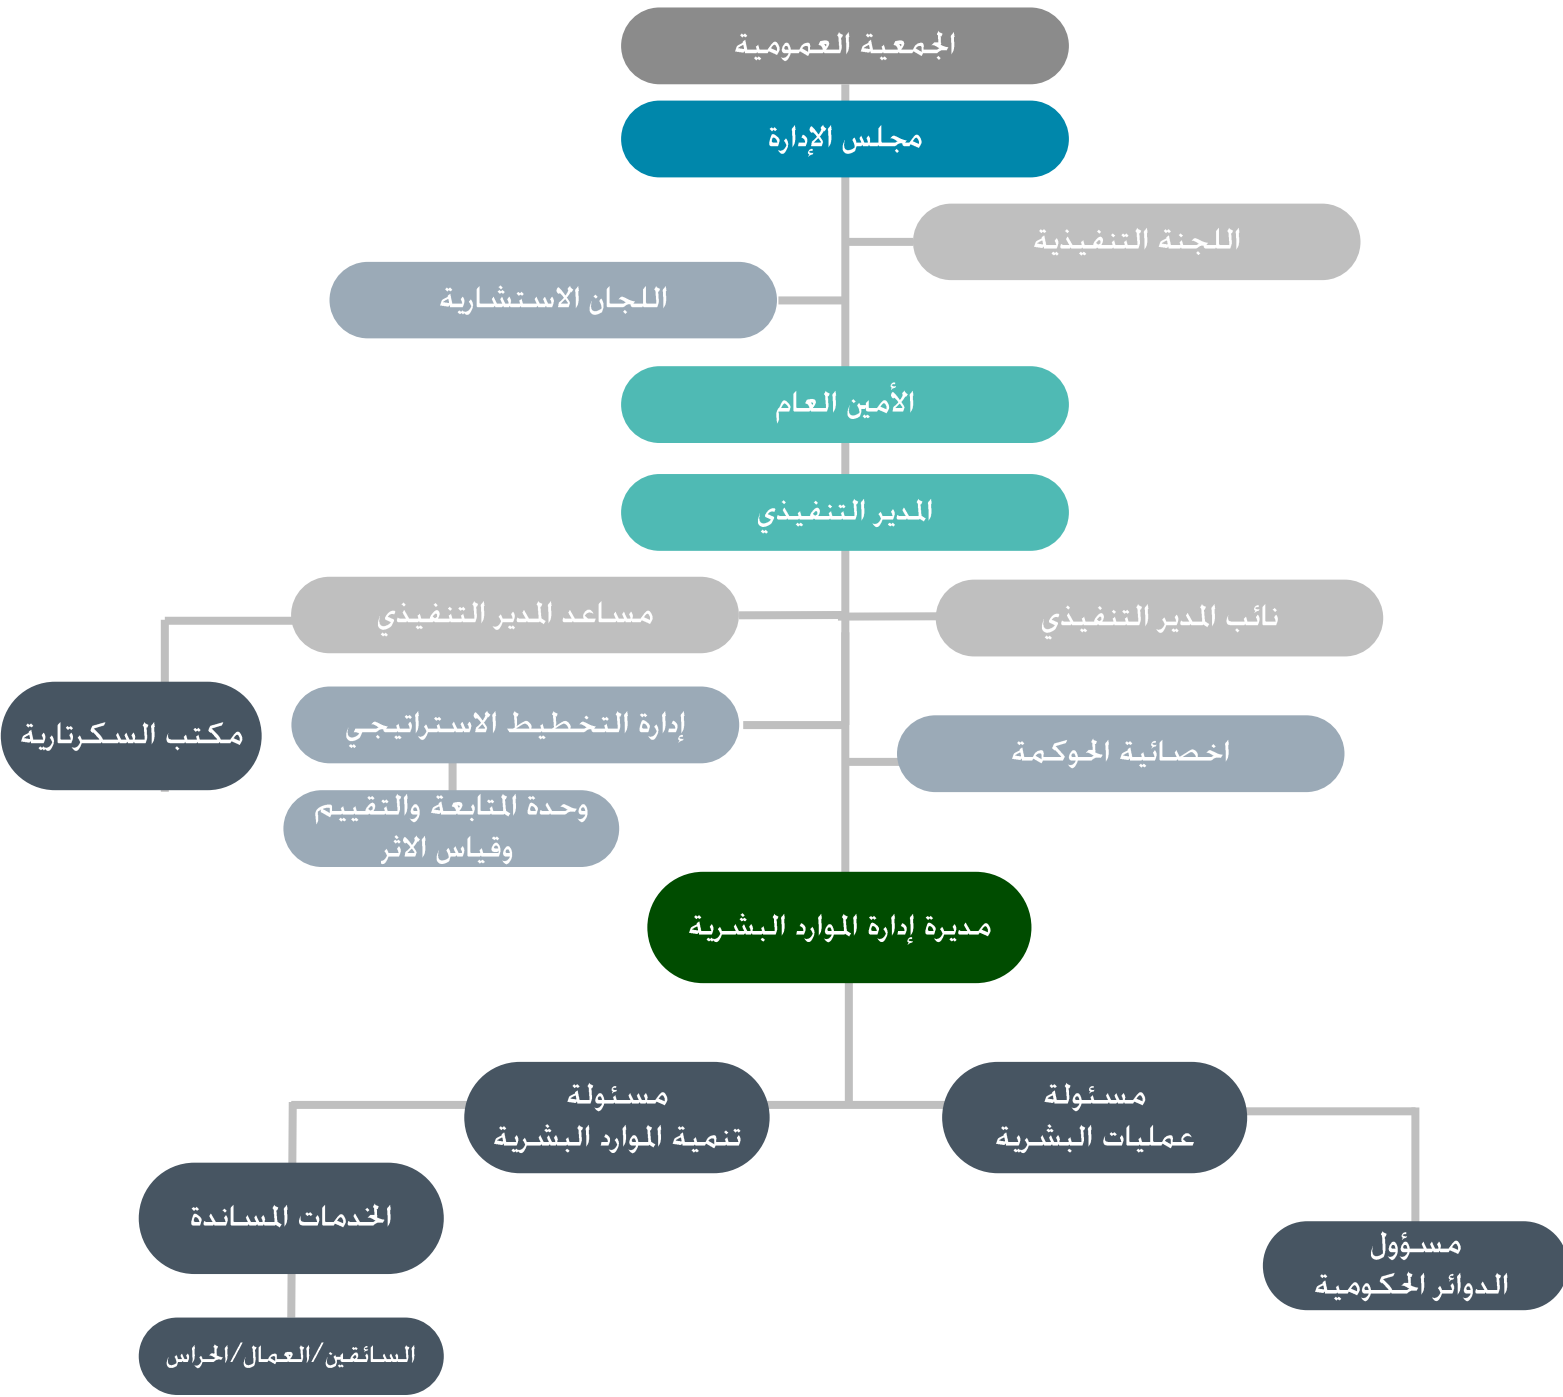 الجمعية العمومية
مجلس الإدارة
اللجنة التنفيذية
اللجان الاستشارية
الأمين العام
المدير التنفيذي
نائب المدير التنفيذي
مساعد المدير التنفيذي
مكتب السكرتارية
إدارة التخطيط الاستراتيجي
اخصائية الحوكمة
وحدة المتابعة والتقييم
وقياس الاثر
مديرة إدارة الموارد البشرية
مسئولة
عمليات البشرية
مسئولة
تنمية الموارد البشرية
الخدمات المساندة
مسؤول
الدوائر الحكومية
السائقين/العمال/الحراس